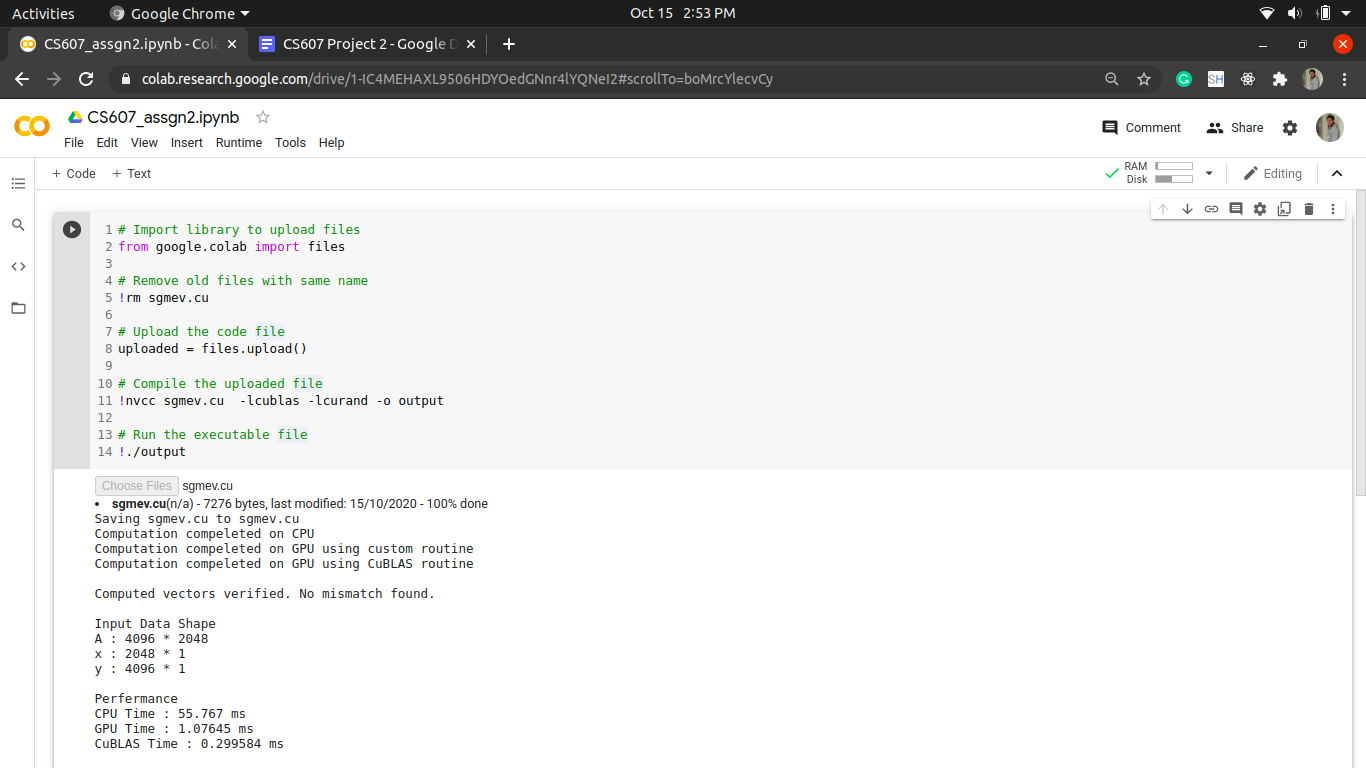 Activities
Google Chrome
Oct 15 2:53 PM
CS607_assgn2.ipynb - Cola
CS607 Project 2 - Google D
colab.research.google.com/drive/1-IC4MEHAXL9506HDYOedGNnr4lYQNeI2#scrollTo=boMrcYlecvCy
SH
CS607_assgn2.ipynb
File Edit View Insert Runtime Tools Help
Comment
Share
+ Code + Text
RAM
Disk
Editing
1 # Import library to upload files
2 from google.colab import files
3
4 # Remove old files with same name
5 !rm sgmev.cu
6
7 # Upload the code file
8 uploaded = files.upload()
9
10 # Compile the uploaded file
11 !nvcc sgmev.cu  -lcublas -lcurand -o output
12
13 # Run the executable file
14 !./output
Choose Files sgmev.cu
• sgmev.cu(n/a) - 7276 bytes, last modified: 15/10/2020 - 100% done
Saving sgmev.cu to sgmev.cu
Computation compeleted on CPU
Computation compeleted on GPU using custom routine
Computation compeleted on GPU using CuBLAS routine
Computed vectors verified. No mismatch found.
Input Data Shape
A : 4096 * 2048
x : 2048 * 1
y : 4096 * 1
Perfermance
CPU Time : 55.767 ms
GPU Time : 1.07645 ms
CuBLAS Time : 0.299584 ms